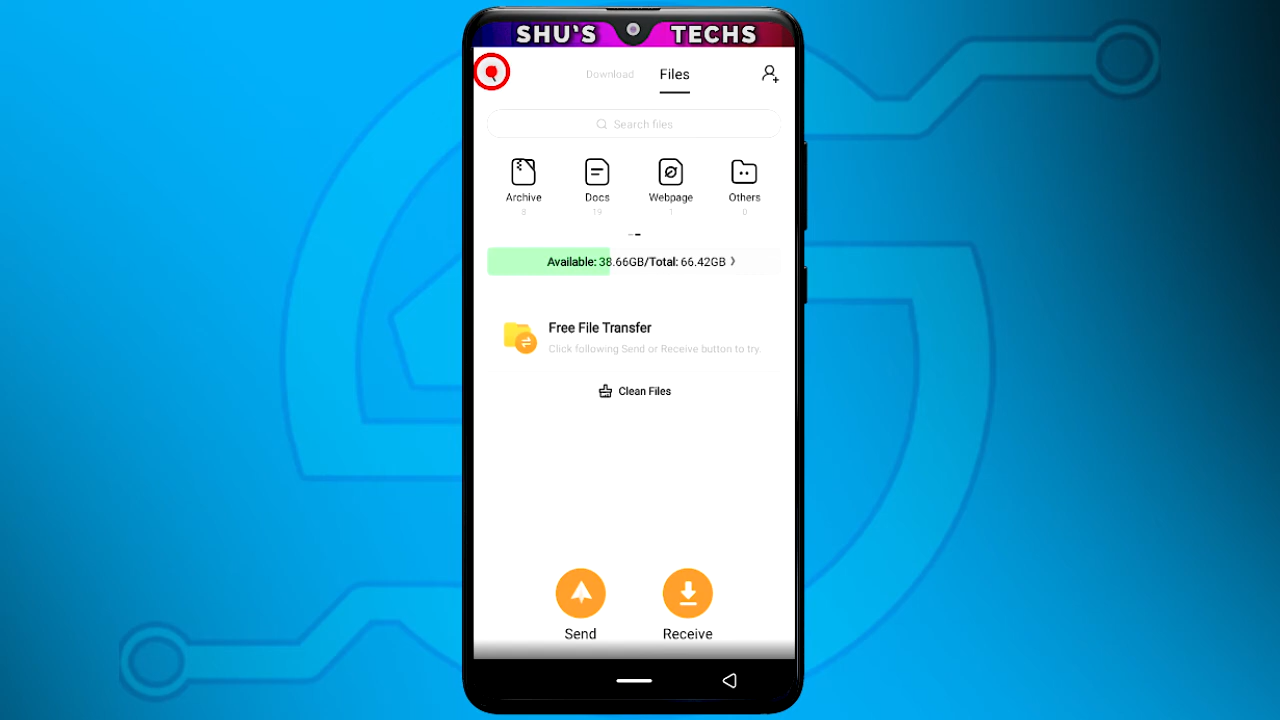 SHU'S TECHS
Download Files
Search files
Archive Docs Webpage Others
8 19 1 0
Available: 38.66GB/Total: 66.42GB
Free File Transfer
Click following Send or Receive button to try.
Clean Files
Send Receive